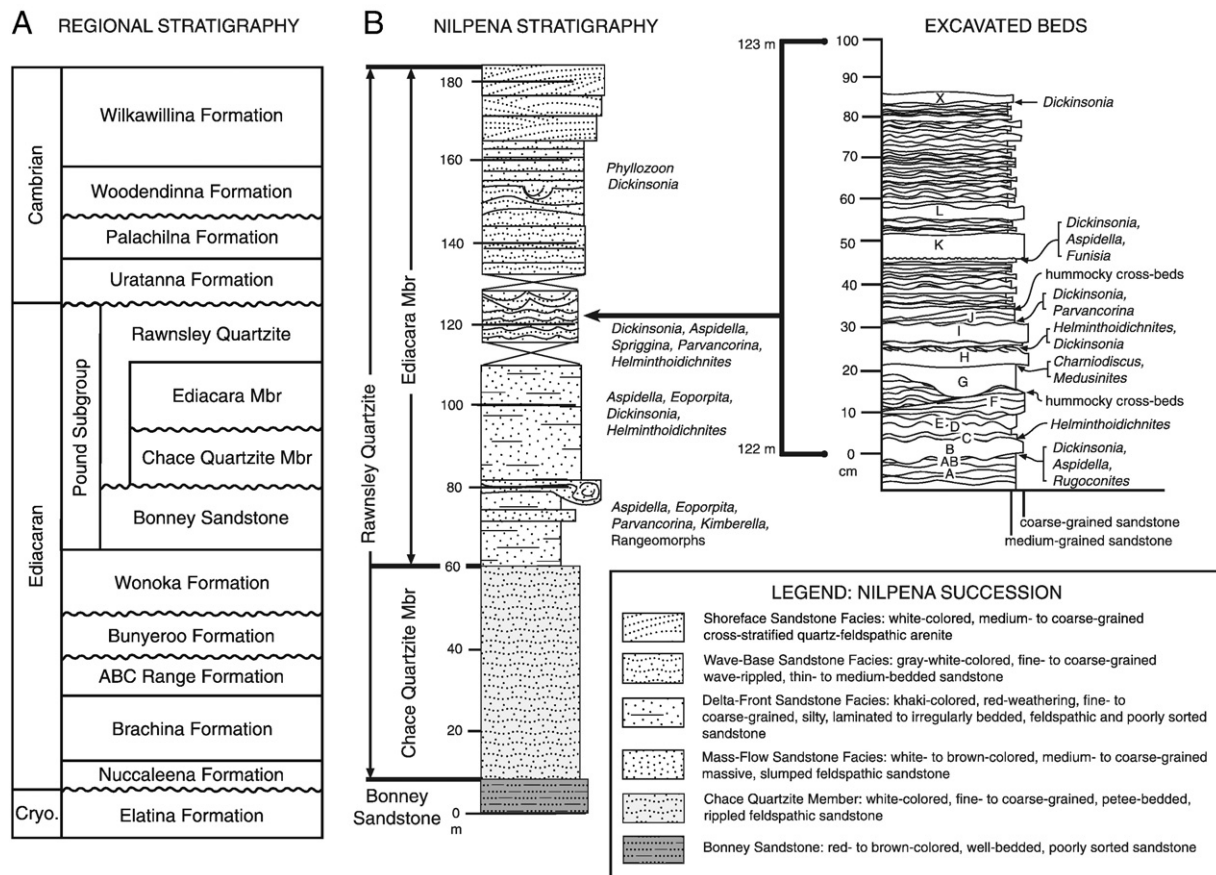 A REGIONAL STRATIGRAPHY
Cambrian
Wilkawillina Formation
Woodendinna Formation
Palachilna Formation
Uratanna Formation
Ediacaran
Pound Subgroup
Rawnsley Quartzite
Ediacara Mbr
Chace Quartzite Mbr
Bonney Sandstone
Wonoka Formation
Bunyeroo Formation
ABC Range Formation
Brachina Formation
Nuccaleena Formation
Cryo.
Elatina Formation
B NILPENA STRATIGRAPHY
Rawnsley Quartzite
Ediacara Mbr
Chace Quartzite Mbr
Bonney
Sandstone
180
160
140
120
100
80
60
40
20
0
m
Phyllozoon
Dickinsonia
Dickinsonia, Aspidella,
Spriggina, Parvancorina,
Helminthoidichnites
Aspidella, Eoporpita,
Dickinsonia,
Helminthoidichnites
Aspidella, Eoporpita,
Parvancorina, Kimberella,
Rangeomorphs
EXCAVATED BEDS
123 m
122 m
100
90
80
70
60
50
40
30
20
10
0
cm
X
L
K
J
I
H
G
F
E D
C
B
AB
A
Dickinsonia
Dickinsonia,
Aspidella,
Funisia
hummocky cross-beds
Dickinsonia,
Parvancorina
Helminthoidichnites,
Dickinsonia
Charniodiscus,
Medusinites
hummocky cross-beds
Helminthoidichnites
Dickinsonia,
Aspidella,
Rugoconites
coarse-grained sandstone
medium-grained sandstone
LEGEND: NILPENA SUCCESSION
Shoreface Sandstone Facies: white-colored, medium- to coarse-grained
cross-stratified quartz-feldspathic arenite
Wave-Base Sandstone Facies: gray-white-colored, fine- to coarse-grained
wave-rippled, thin- to medium-bedded sandstone
Delta-Front Sandstone Facies: khaki-colored, red-weathering, fine- to
coarse-grained, silty, laminated to irregularly bedded, feldspathic and poorly sorted
sandstone
Mass-Flow Sandstone Facies: white- to brown-colored, medium- to coarse-grained
massive, slumped feldspathic sandstone
Chace Quartzite Member: white-colored, fine- to coarse-grained, petee-bedded,
rippled feldspathic sandstone
Bonney Sandstone: red- to brown-colored, well-bedded, poorly sorted sandstone